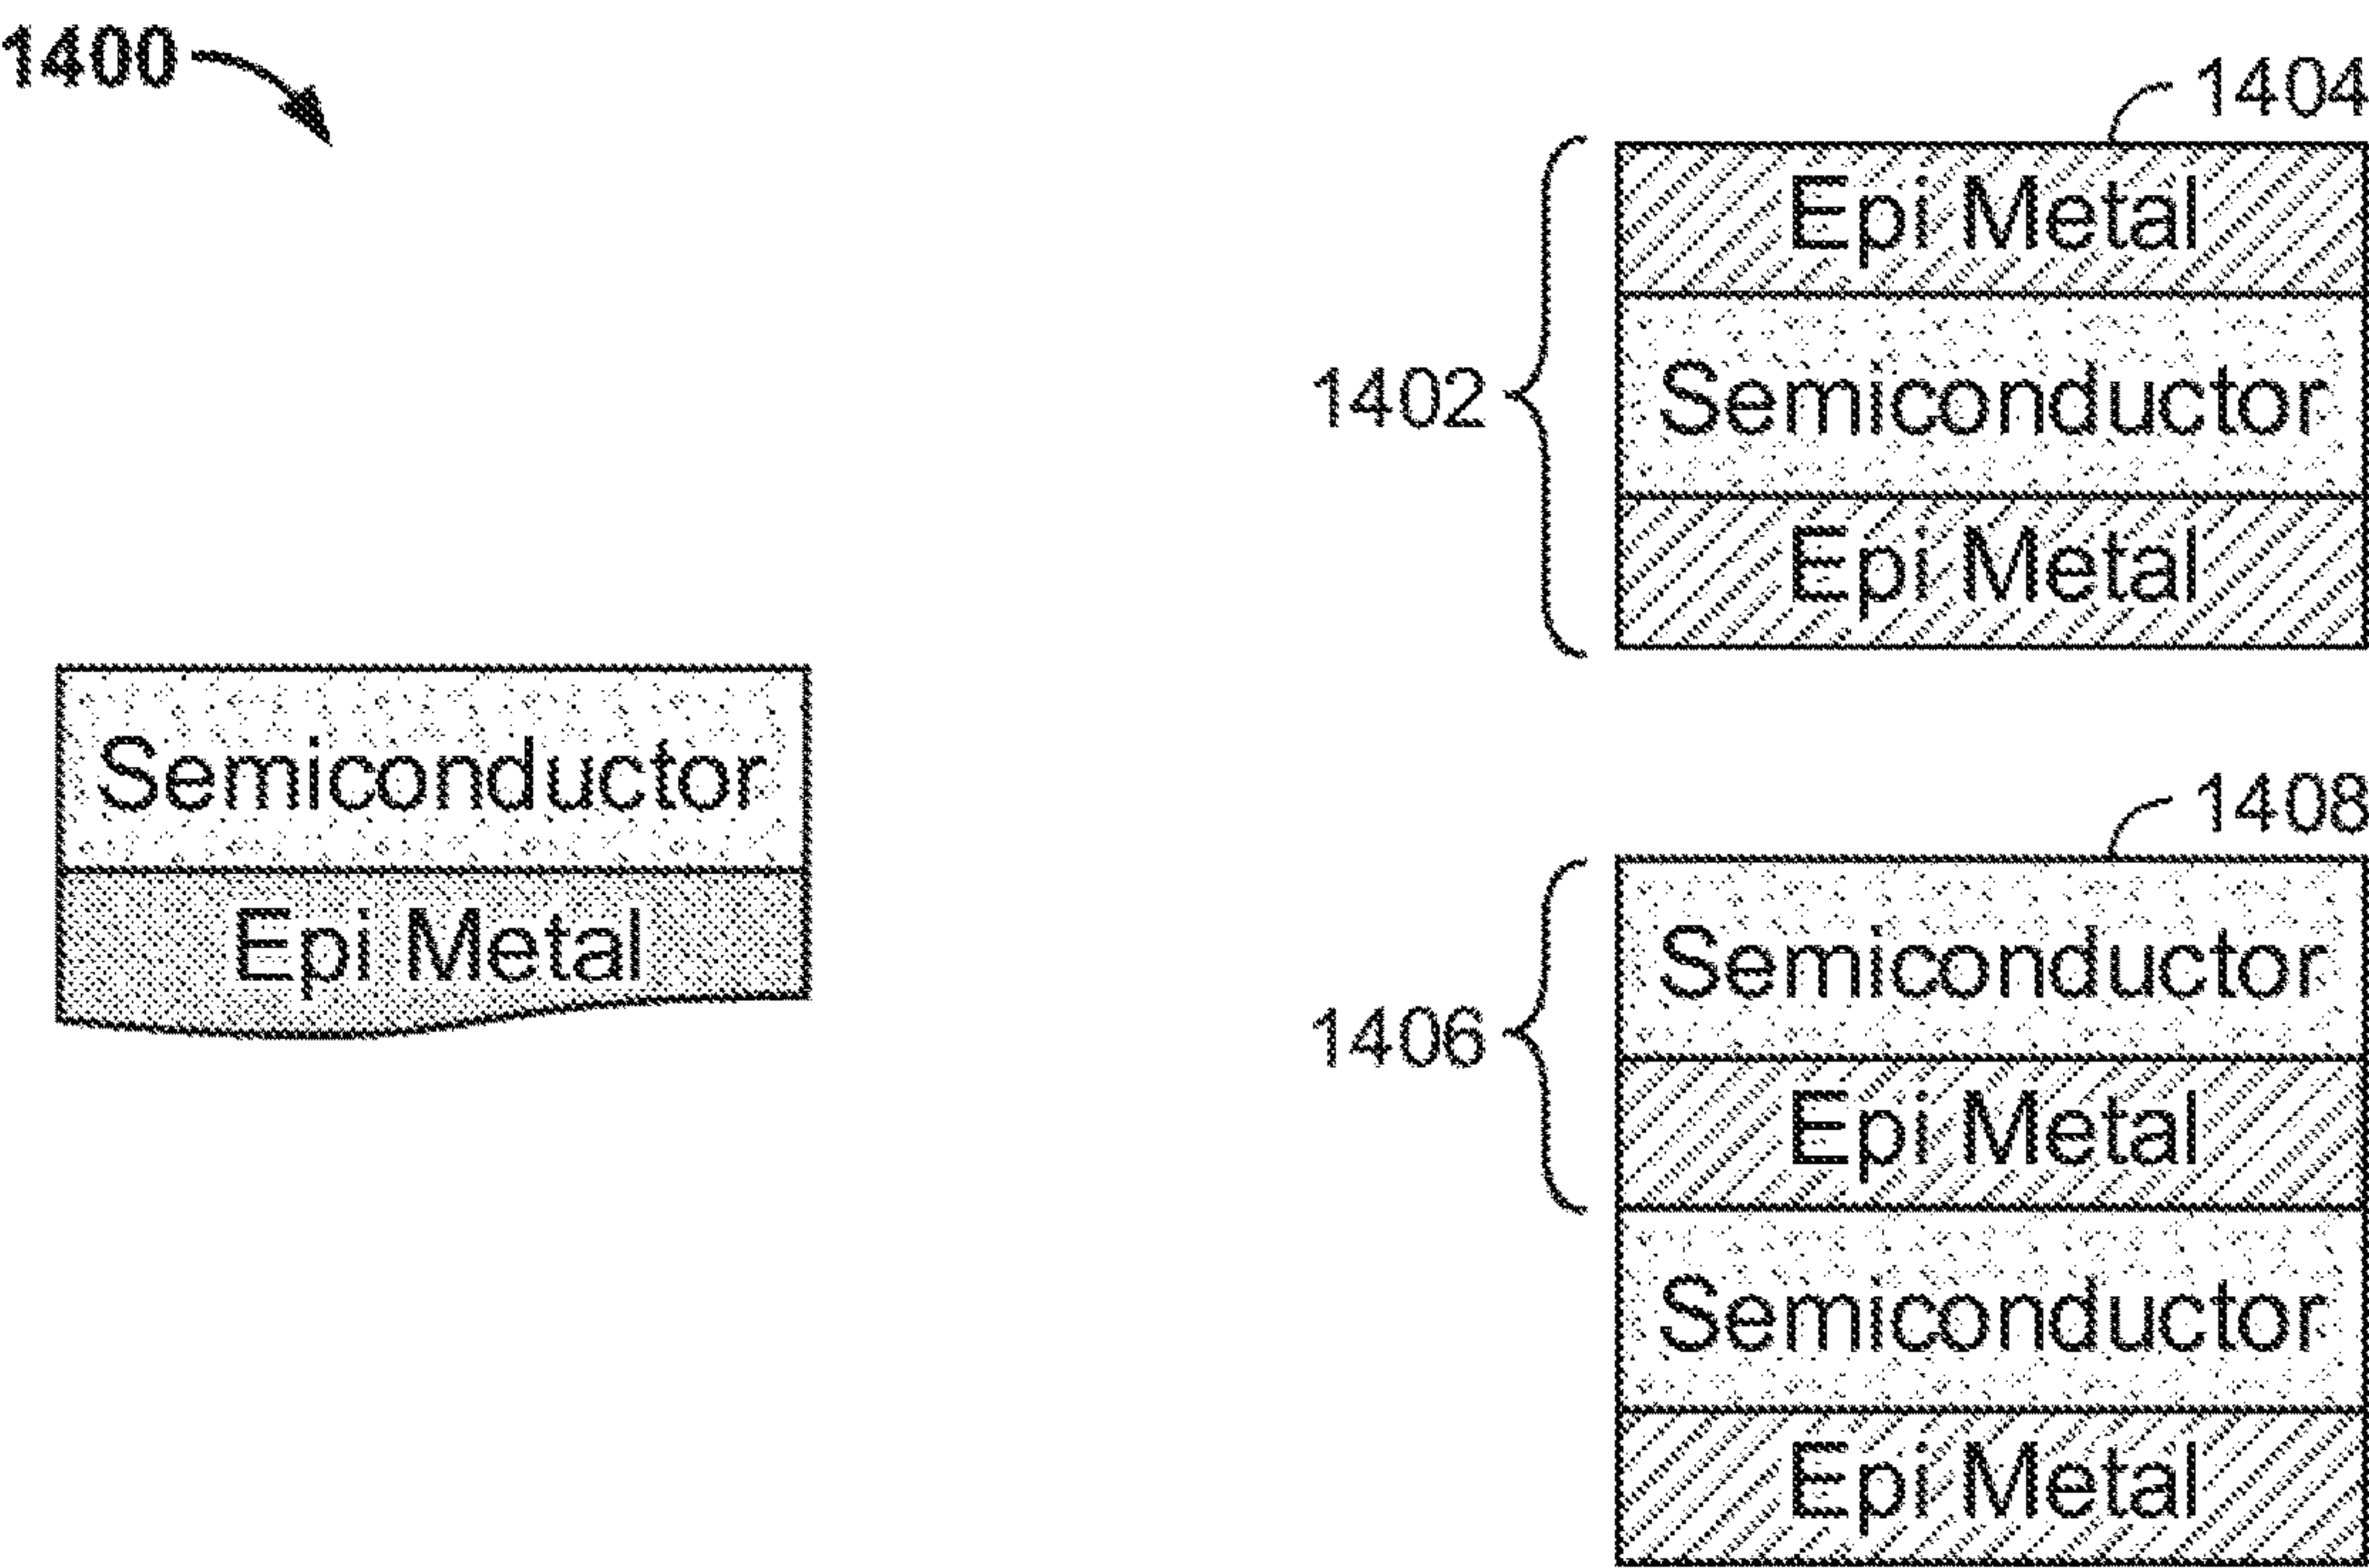 1400
1404
Epi Metal
1402
Semiconductor
Epi Metal
Semiconductor
Epi Metal
1408
Semiconductor
1406
Epi Metal
Semiconductor
Epi Metal